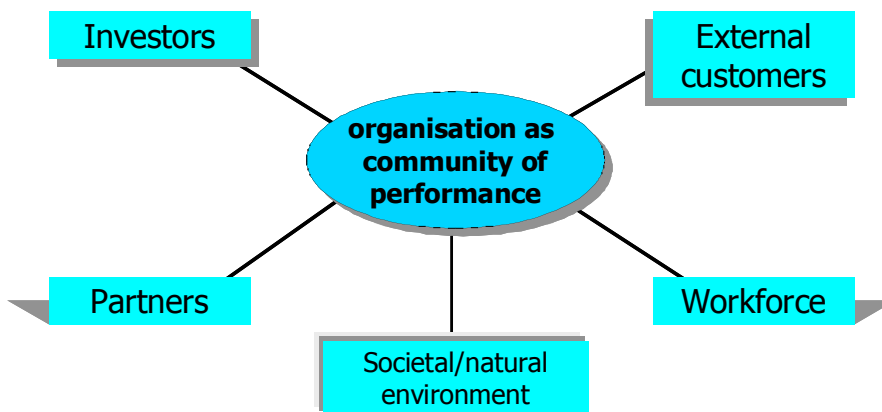 Investors
External
customers
organisation as
community of
performance
Partners
Workforce
Societal/natural
environment